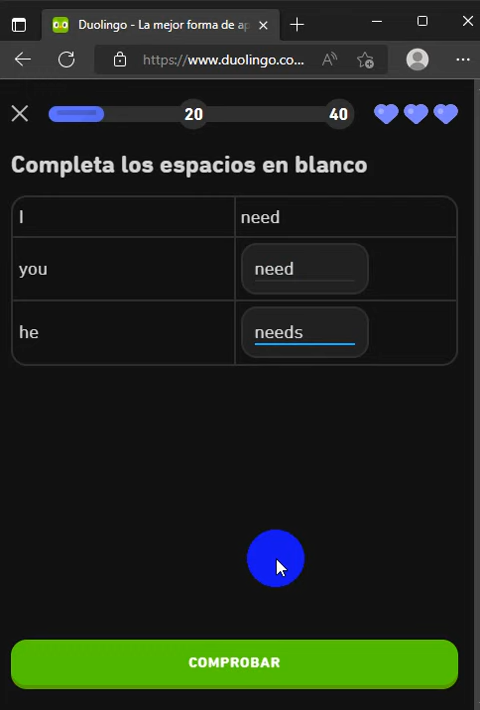 Duolingo - La mejor forma de ap
https://www.duolingo.co...
20 40
Completa los espacios en blanco
I need
you need
he needs
COMPROBAR